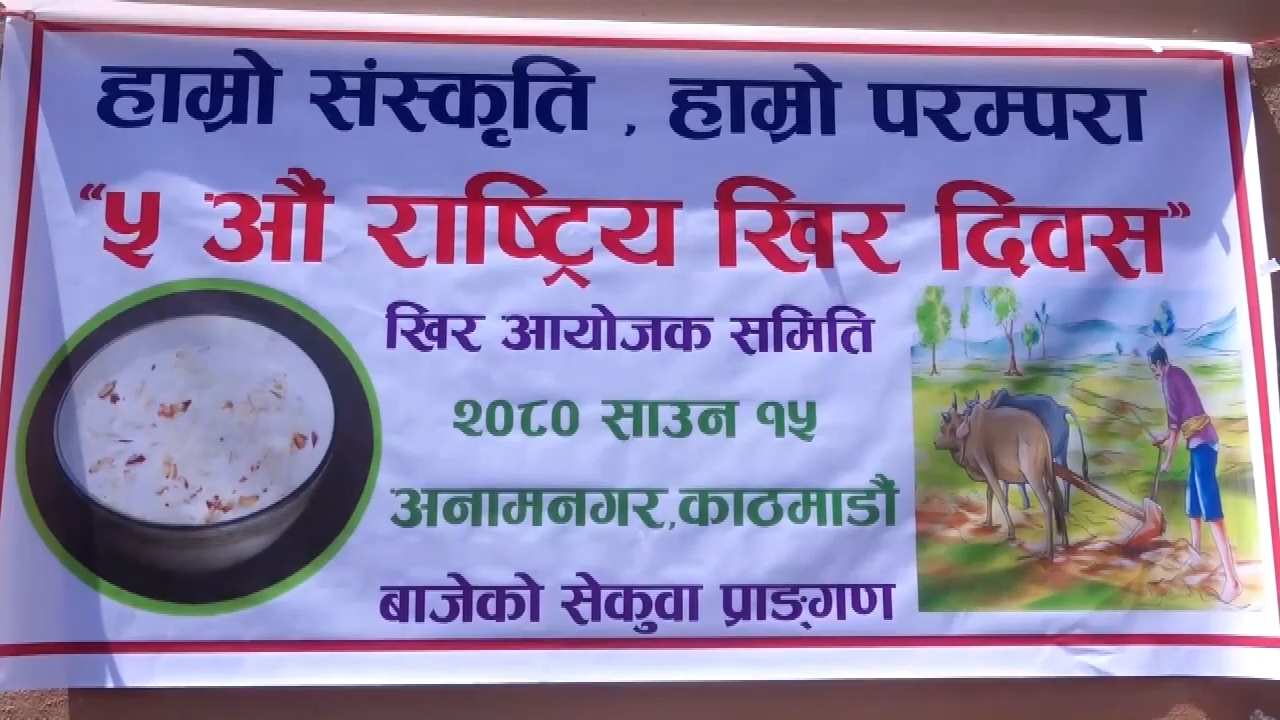 हाम्रो संस्कृति , हाम्रो परम्परा
“५ औं राष्ट्रिय खिर दिवस”
खिर आयोजक समिति
२०८० साउन १५
अनामनगर,काठमाडौं
बाजेको सेकुवा प्राङ्गण